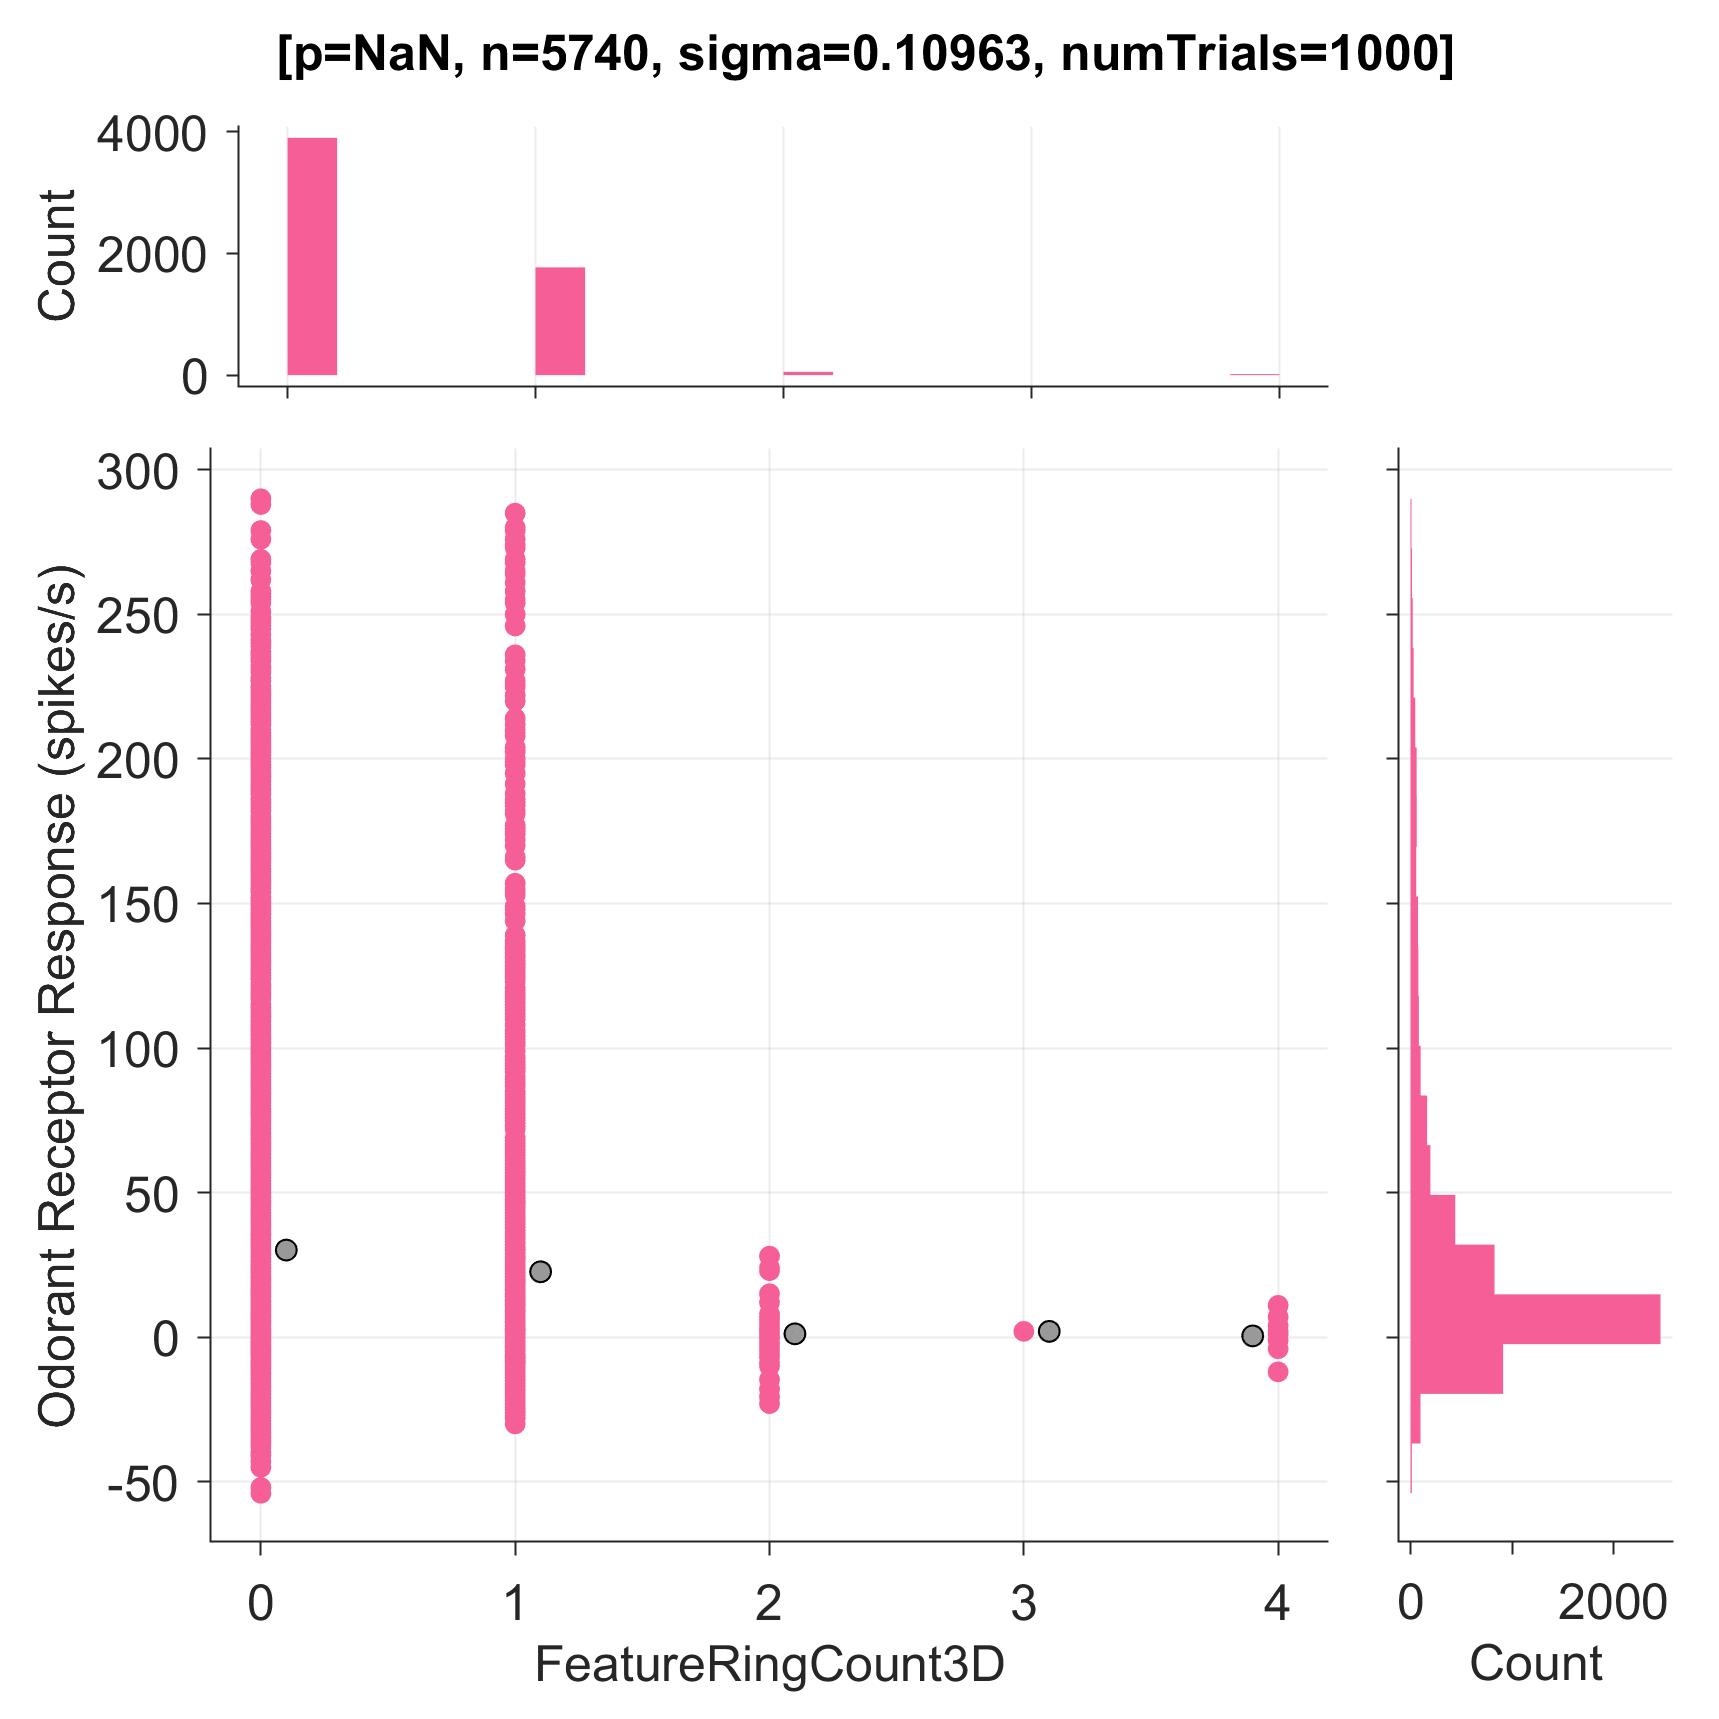 [p=NaN, n=5740, sigma=0.10963, numTrials=1000]
4000
2000
0
Count
300
250
200
150
100
50
0
-50
Odorant Receptor Response (spikes/s)
0 1 2 3 4
FeatureRingCount3D
0 2000
Count